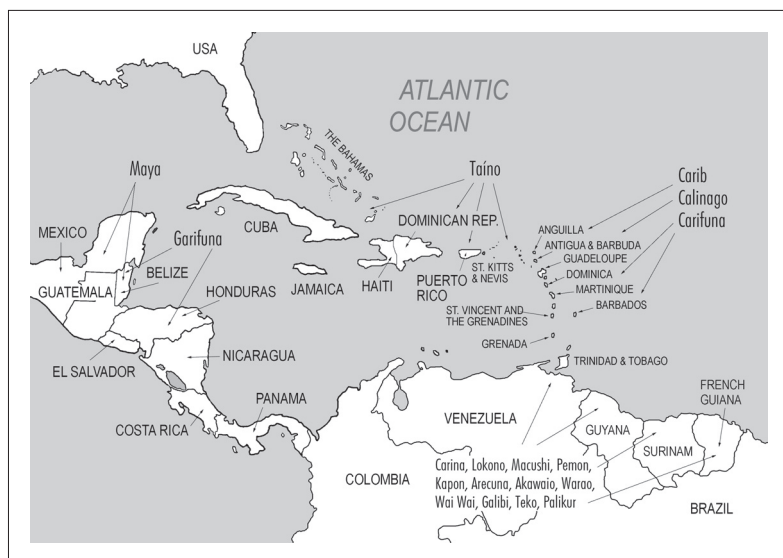 USA
ATLANTIC
OCEAN
THE BAHAMAS
Maya
Taíno
Carib
Calinago
Carifuna
MEXICO
Garifuna
CUBA
DOMINICAN REP.
ANGUILLA
ANTIGUA & BARBUDA
GUADELOUPE
BELIZE
GUATEMALA
HONDURAS
JAMAICA
HAITI
PUERTO
RICO
ST. KITTS
& NEVIS
DOMINICA
MARTINIQUE
BARBADOS
ST. VINCENT AND
THE GRENADINES
GRENADA
EL SALVADOR
NICARAGUA
TRINIDAD & TOBAGO
COSTA RICA
PANAMA
VENEZUELA
GUYANA
SURINAM
FRENCH
GUIANA
COLOMBIA
Carina, Lokono, Macushi, Pemon,
Kapon, Arecuna, Akawaio, Warao,
Wai Wai, Galibi, Teko, Palikur
BRAZIL